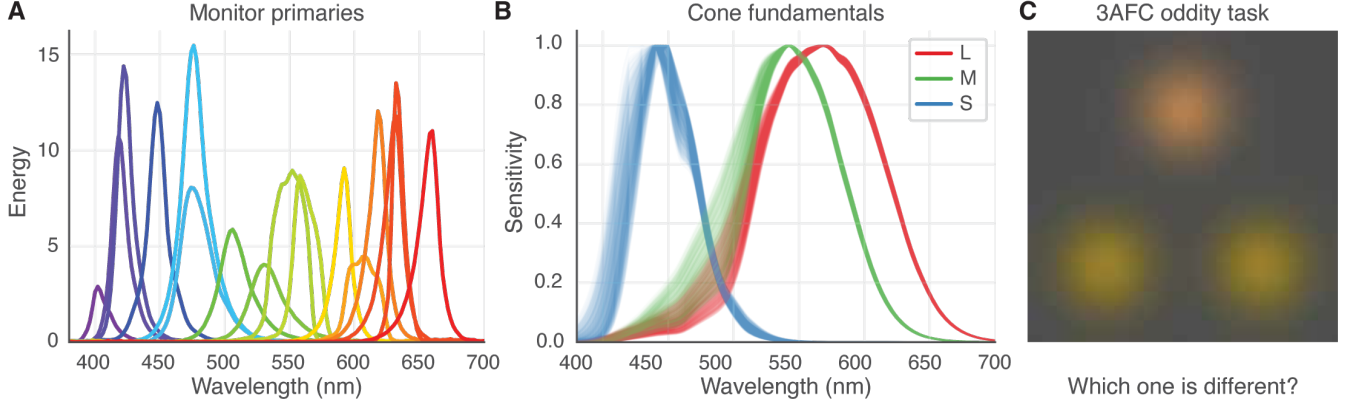 A
Monitor primaries
Energy
15
10
5
0
400 450 500 550 600 650 700
Wavelength (nm)
B
Cone fundamentals
Sensitivity
1.0
0.8
0.6
0.4
0.2
0.0
400 450 500 550 600 650 700
Wavelength (nm)
L
M
S
C
3AFC oddity task
Which one is different?